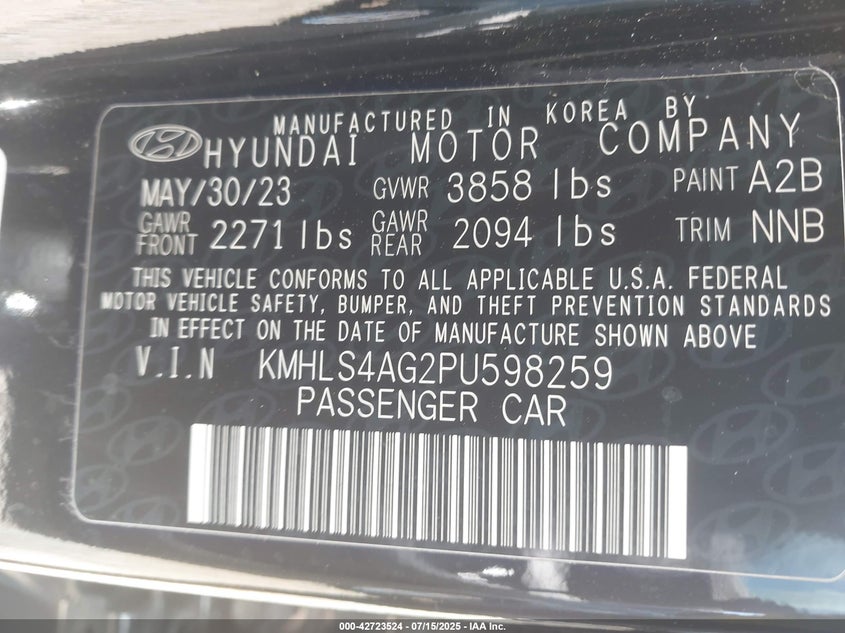 MANUFACTURED IN KOREA BY
HYUNDAI MOTOR COMPANY
MAY/30/23 GVWR 3858 lbs PAINT A2B
GAWR FRONT 2271 lbs GAWR REAR 2094 lbs TRIM NNB
THIS VEHICLE CONFORMS TO ALL APPLICABLE U.S.A. FEDERAL
MOTOR VEHICLE SAFETY, BUMPER, AND THEFT PREVENTION STANDARDS
IN EFFECT ON THE DATE OF MANUFACTURE SHOWN ABOVE
V.I.N KMHLS4AG2PU598259
PASSENGER CAR
000-42723524 / 07/15/2025 - IAA Inc.